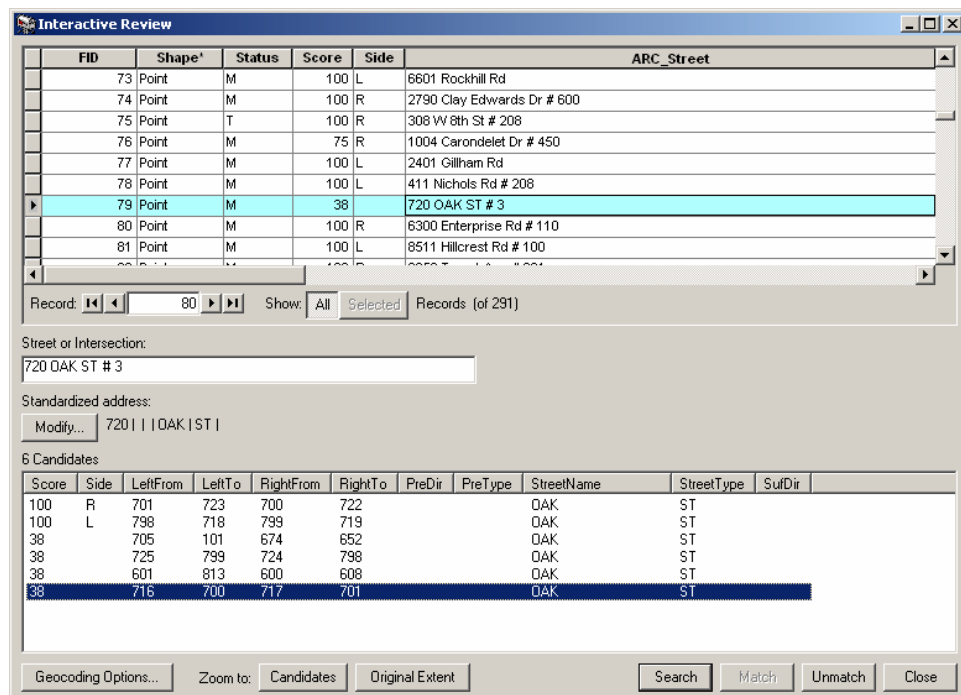 Interactive Review
FID Shape* Status Score Side ARC_Street
73 Point M 100 L 6601 Rockhill Rd
74 Point M 100 R 2790 Clay Edwards Dr # 600
75 Point T 100 R 308 W 8th St # 208
76 Point M 75 R 1004 Carondelet Dr # 450
77 Point M 100 L 2401 Gillham Rd
78 Point M 100 L 411 Nichols Rd # 208
79 Point M 38 720 OAK ST # 3
80 Point M 100 R 6300 Enterprise Rd # 110
81 Point M 100 L 8511 Hillcrest Rd # 100
Record: 80 Show: All Selected Records (of 291)
Street or Intersection:
720 OAK ST # 3
Standardized address:
Modify... 720 | | | OAK | ST |
6 Candidates
Score Side LeftFrom LeftTo RightFrom RightTo PreDir PreType StreetName StreetType SufDir
100 R 701 723 700 722 OAK ST
100 L 798 718 799 719 OAK ST
38 705 101 674 652 OAK ST
38 725 799 724 798 OAK ST
38 601 813 600 608 OAK ST
38 716 700 717 701 OAK ST
Geocoding Options... Zoom to: Candidates Original Extent Search Match Unmatch Close